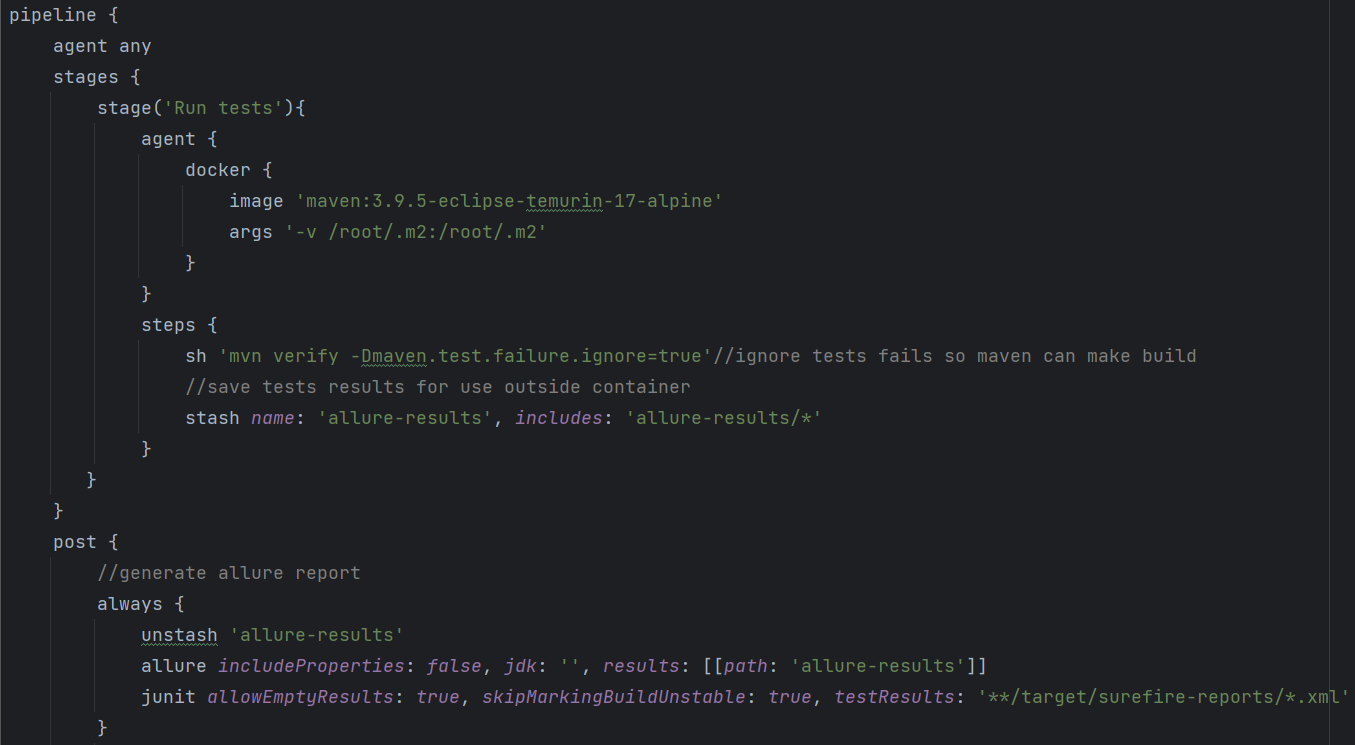 pipeline {
    agent any
    stages {
        stage('Run tests'){
            agent {
                docker {
                    image 'maven:3.9.5-eclipse-temurin-17-alpine'
                    args '-v /root/.m2:/root/.m2'
                }
            }
            steps {
                sh 'mvn verify -Dmaven.test.failure.ignore=true'//ignore tests fails so maven can make build
                //save tests results for use outside container
                stash name: 'allure-results', includes: 'allure-results/*'
            }
       }
    }
    post {
        //generate allure report
        always {
            unstash 'allure-results'
            allure includeProperties: false, jdk: '', results: [[path: 'allure-results']]
            junit allowEmptyResults: true, skipMarkingBuildUnstable: true, testResults: '**/target/surefire-reports/*.xml'
        }